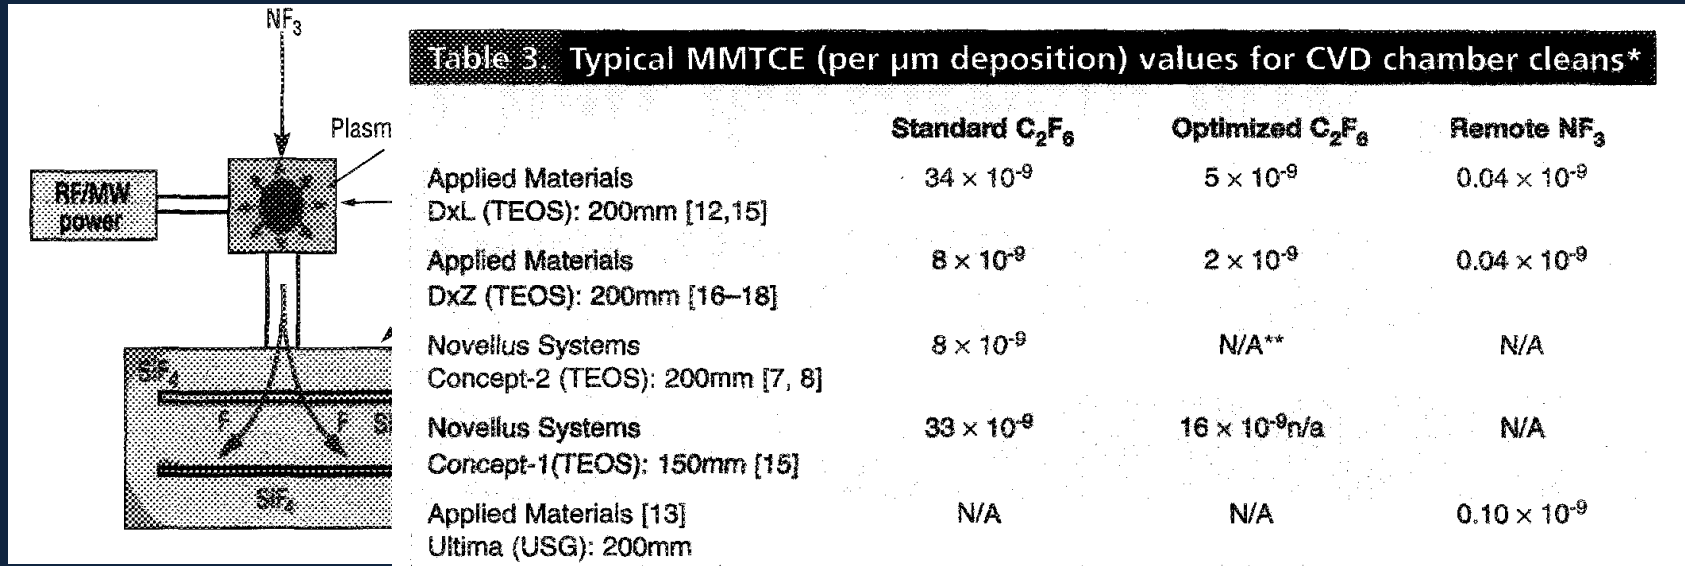 NF₃
Plasm
RF/MW
power
SiF₄
F
F
Si
SiF₄
Table 3. Typical MMTCE (per µm deposition) values for CVD chamber cleans*
Standard C₂F₆ Optimized C₂F₆ Remote NF₃
Applied Materials 34 × 10⁻⁹ 5 × 10⁻⁹ 0.04 × 10⁻⁹
DxL (TEOS): 200mm [12,15]
Applied Materials 8 × 10⁻⁹ 2 × 10⁻⁹ 0.04 × 10⁻⁹
DxZ (TEOS): 200mm [16–18]
Novellus Systems 8 × 10⁻⁹ N/A** N/A
Concept-2 (TEOS): 200mm [7, 8]
Novellus Systems 33 × 10⁻⁹ 16 × 10⁻⁹n/a N/A
Concept-1(TEOS): 150mm [15]
Applied Materials [13] N/A N/A 0.10 × 10⁻⁹
Ultima (USG): 200mm